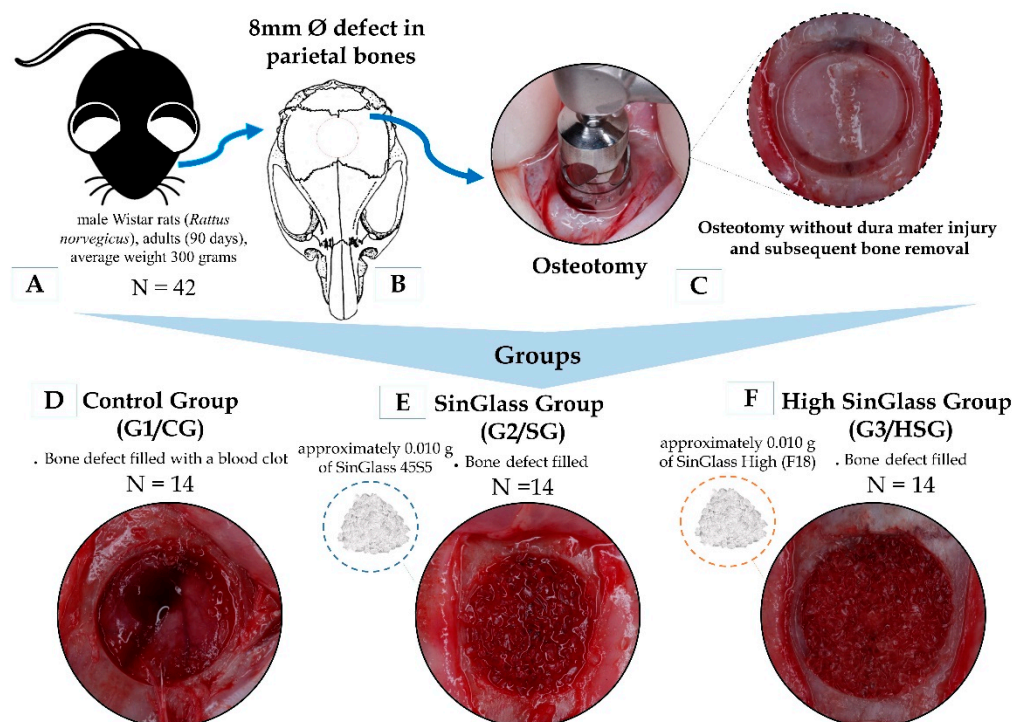 8mm Ø defect in
parietal bones
male Wistar rats (Rattus
norvegicus), adults (90 days),
average weight 300 grams
N = 42
A
B
Osteotomy
Osteotomy without dura mater injury
and subsequent bone removal
C
Groups
D
Control Group
(G1/CG)
. Bone defect filled with a blood clot
N = 14
E
SinGlass Group
(G2/SG)
approximately 0.010 g
of SinGlass 45S5
. Bone defect filled
N =14
F
High SinGlass Group
(G3/HSG)
approximately 0.010 g
of SinGlass High (F18)
. Bone defect filled
N = 14